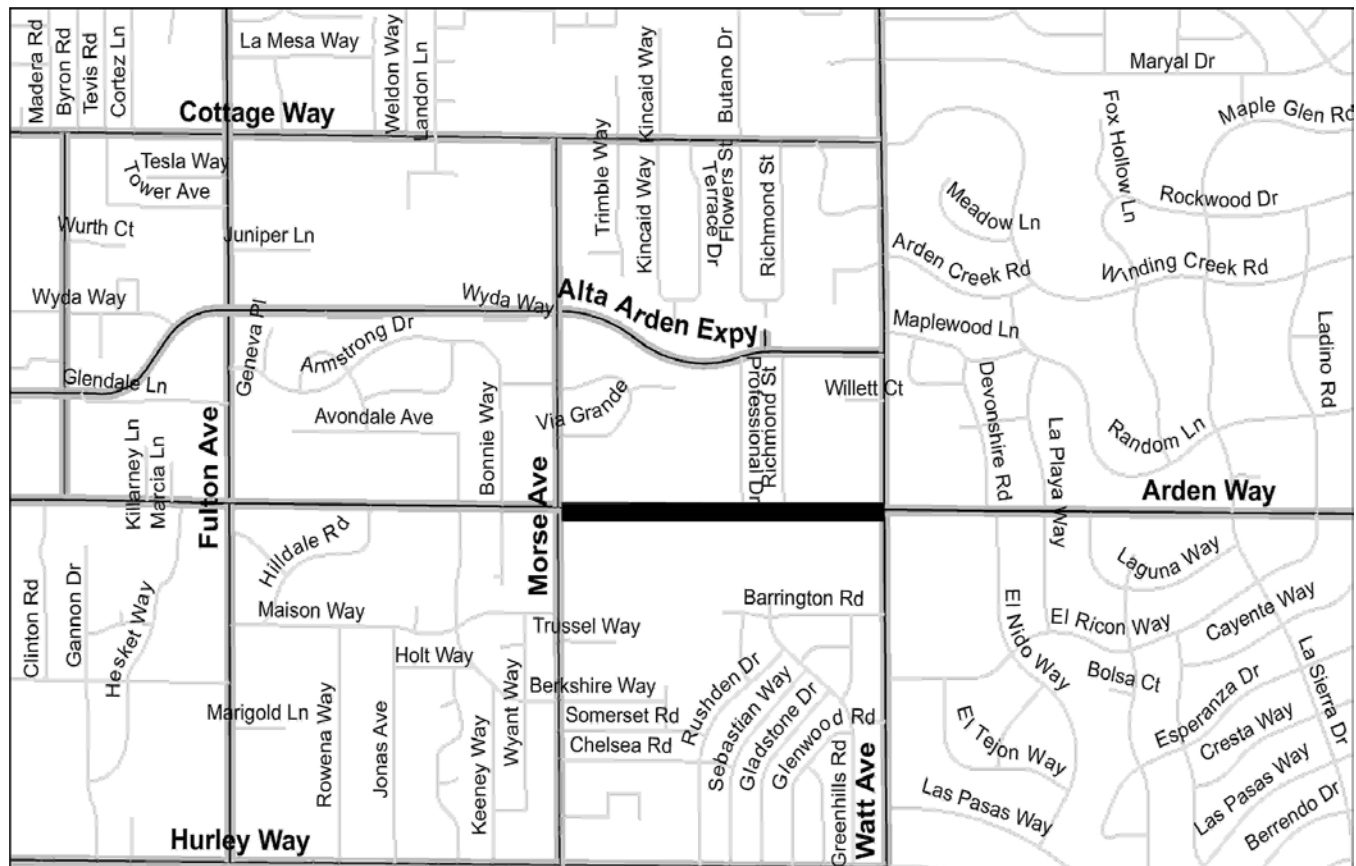 Madera Rd
Byron Rd
Tevis Rd
Cortez Ln
La Mesa Way
Weldon Way
Landon Ln
Kincaid Way
Butano Dr
Maryal Dr
Cottage Way
Fox Hollow Ln
Maple Glen Rd
Tesla Way
Tower Ave
Trimble Way
Kincaid Way
Terrace Dr
Flowers St
Richmond St
Meadow Ln
Rockwood Dr
Wurth Ct
Juniper Ln
Arden Creek Rd
Winding Creek Rd
Wyda Way
Wyda Way
Alta Arden Expy
Maplewood Ln
Ladino Rd
Geneva Pl
Armstrong Dr
Glendale Ln
Avondale Ave
Bonnie Way
Via Grande
Professional Dr
Richmond St
Willett Ct
Devonshire Rd
La Playa Way
Random Ln
Killarney Ln
Marcia Ln
Fulton Ave
Morse Ave
Arden Way
Hilldale Rd
Laguna Way
Clinton Rd
Gannon Dr
Hesket Way
Maison Way
Trussel Way
Barrington Rd
El Nido Way
El Ricon Way
Cayente Way
La Sierra Dr
Holt Way
Wyant Way
Berkshire Way
Rushden Dr
Sebastian Way
Gladstone Dr
Glenwood Rd
Bolsa Ct
Esperanza Dr
Marigold Ln
Rowena Way
Jonas Ave
Keeney Way
Somerset Rd
Chelsea Rd
Greenhills Rd
Watt Ave
El Tejon Way
Cresta Way
Las Pasas Way
Las Pasas Way
Berrendo Dr
Hurley Way